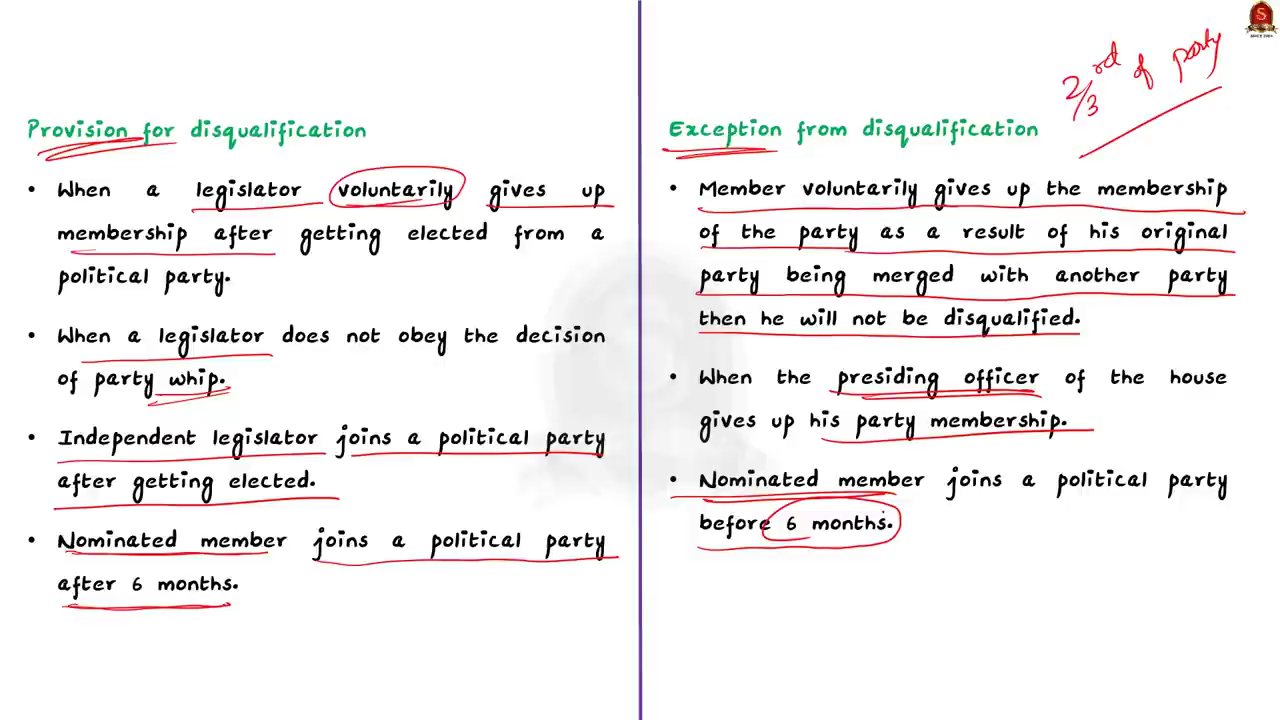 Provision for disqualification
• When a legislator voluntarily gives up
membership after getting elected from a
political party.
• When a legislator does not obey the decision
of party whip.
• Independent legislator joins a political party
after getting elected.
• Nominated member joins a political party
after 6 months.
2/3rd of party
Exception from disqualification
• Member voluntarily gives up the membership
of the party as a result of his original
party being merged with another party
then he will not be disqualified.
• When the presiding officer of the house
gives up his party membership.
• Nominated member joins a political party
before 6 months.
S